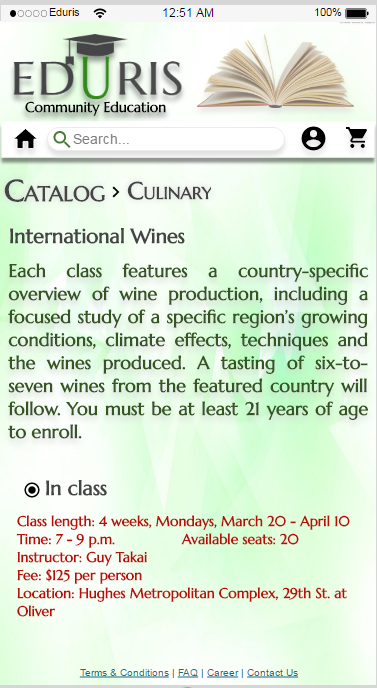 Eduris 12:51 AM 100%
EDURIS
Community Education
Search...
Catalog > Culinary
International Wines
Each class features a country-specific
overview of wine production, including a
focused study of a specific region's growing
conditions, climate effects, techniques and
the wines produced. A tasting of six-to-
seven wines from the featured country will
follow. You must be at least 21 years of age
to enroll.
In class
Class length: 4 weeks, Mondays, March 20 - April 10
Time: 7 - 9 p.m. Available seats: 20
Instructor: Guy Takai
Fee: $125 per person
Location: Hughes Metropolitan Complex, 29th St. at
Oliver
Terms & Conditions | FAQ | Career | Contact Us